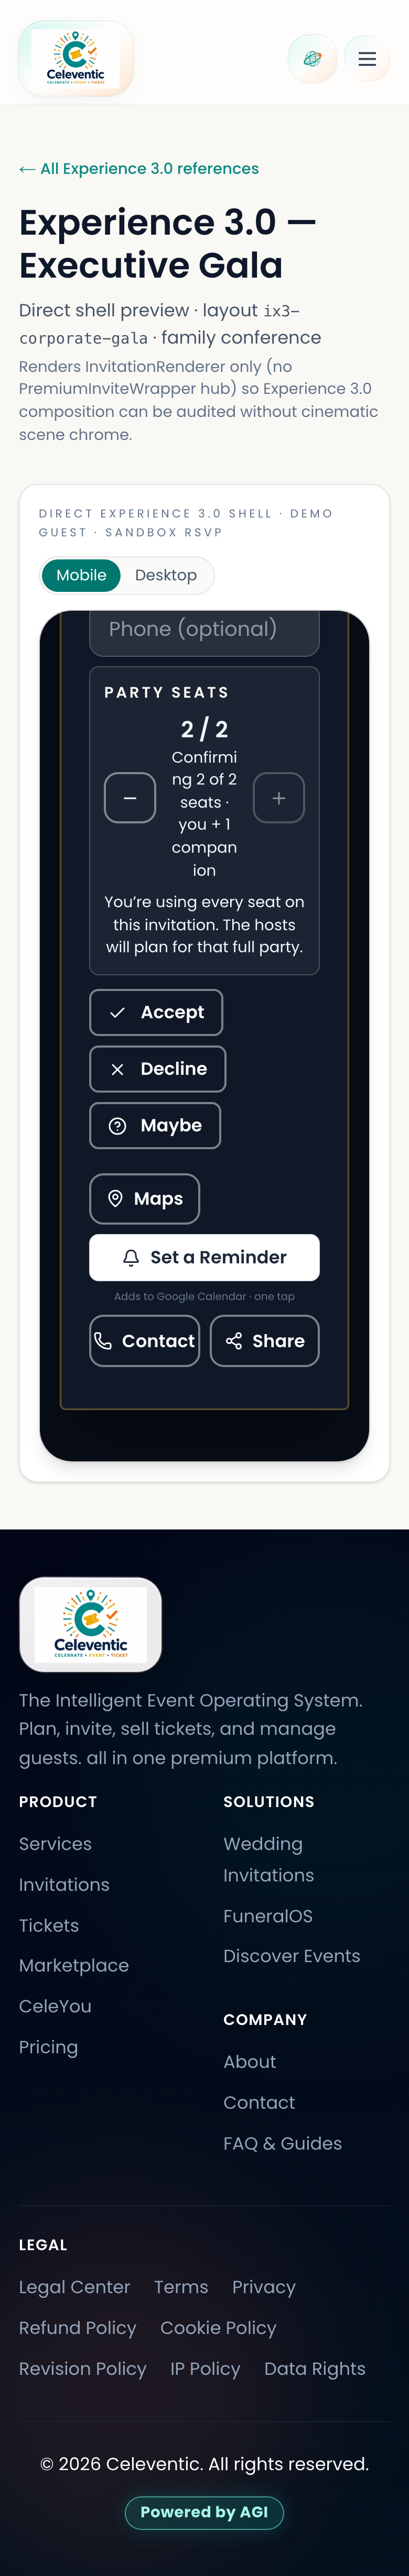 Celeventic
CELEBRATE • EVENT • TICKET
← All Experience 3.0 references
Experience 3.0 —
Executive Gala
Direct shell preview · layout ix3-
corporate-gala · family conference
Renders InvitationRenderer only (no
PremiumInviteWrapper hub) so Experience 3.0
composition can be audited without cinematic
scene chrome.
DIRECT EXPERIENCE 3.0 SHELL · DEMO
GUEST · SANDBOX RSVP
Mobile Desktop
Phone (optional)
PARTY SEATS
2 / 2
Confirmi
ng 2 of 2
seats ·
you + 1
compan
ion
You’re using every seat on
this invitation. The hosts
will plan for that full party.
Accept
Decline
Maybe
Maps
Set a Reminder
Adds to Google Calendar · one tap
Contact Share
Celeventic
CELEBRATE • EVENT • TICKET
The Intelligent Event Operating System.
Plan, invite, sell tickets, and manage
guests. all in one premium platform.
PRODUCT
Services
Invitations
Tickets
Marketplace
CeleYou
Pricing
SOLUTIONS
Wedding
Invitations
FuneralOS
Discover Events
COMPANY
About
Contact
FAQ & Guides
LEGAL
Legal Center Terms Privacy
Refund Policy Cookie Policy
Revision Policy IP Policy Data Rights
© 2026 Celeventic. All rights reserved.
Powered by AGI